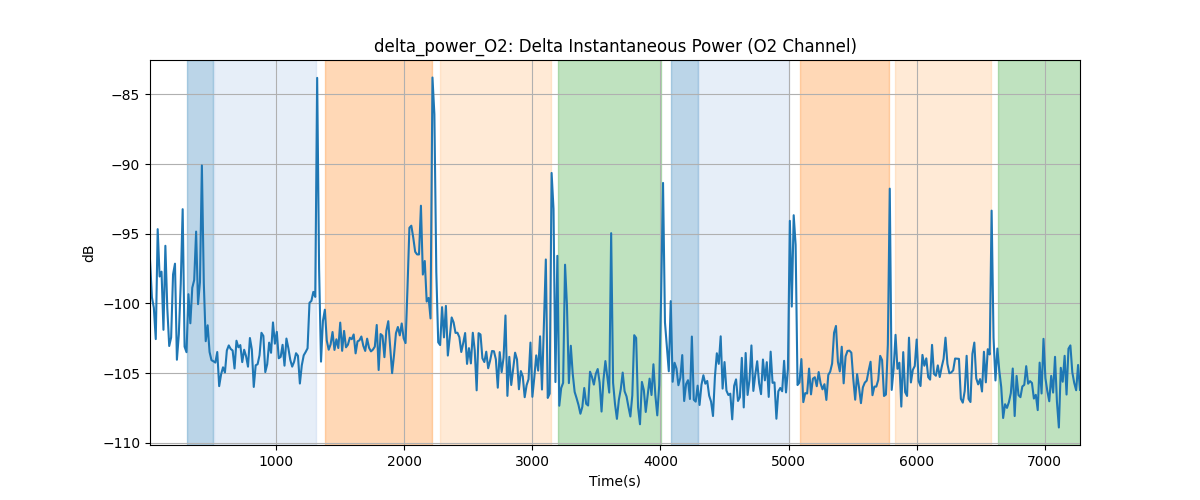 delta_power_O2: Delta Instantaneous Power (O2 Channel)
dB
−85
−90
−95
−100
−105
−110
1000 2000 3000 4000 5000 6000 7000
Time(s)